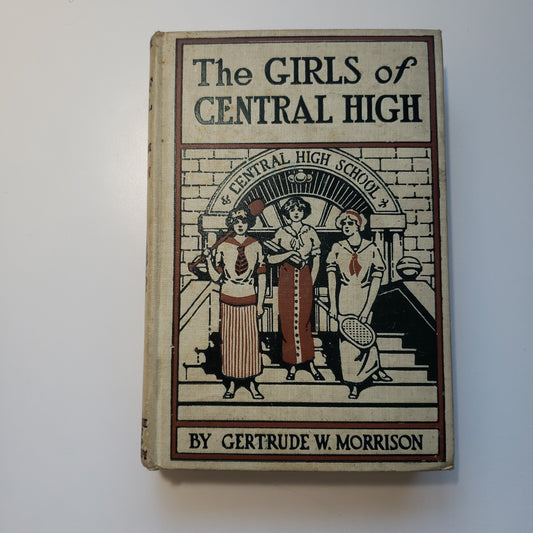 The GIRLS of
CENTRAL HIGH
CENTRAL HIGH SCHOOL
BY GERTRUDE W. MORRISON